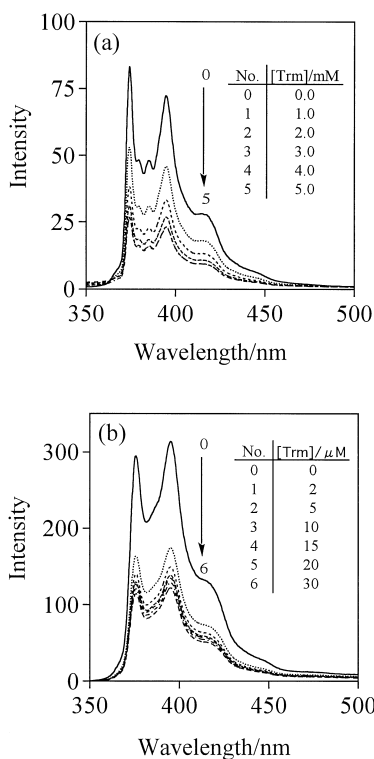 100
(a)
0
No. [Trm]/mM
0 0.0
1 1.0
2 2.0
3 3.0
4 4.0
5 5.0
75
50
5
25
0
Intensity
350 400 450 500
Wavelength/nm
(b)
0
No. [Trm]/μM
0 0
1 2
2 5
3 10
4 15
5 20
6 30
300
200
6
100
0
Intensity
350 400 450 500
Wavelength/nm